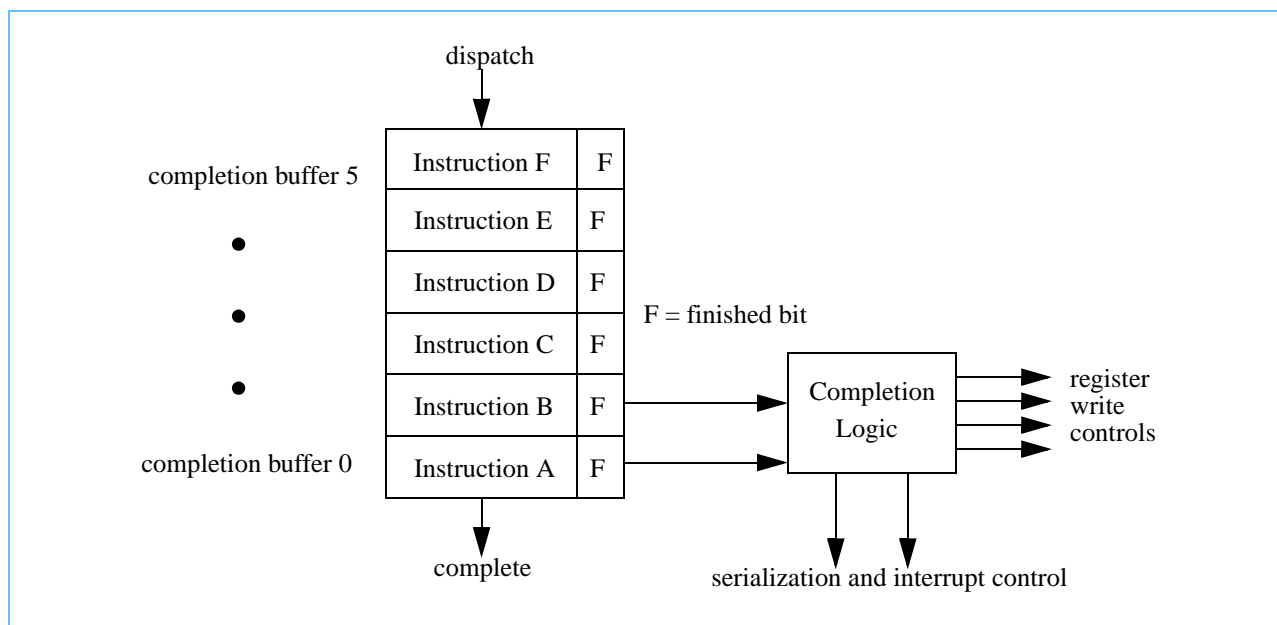 dispatch
completion buffer 5
Instruction F F
Instruction E F
Instruction D F
Instruction C F
Instruction B F
Instruction A F
completion buffer 0
complete
F = finished bit
Completion
Logic
register
write
controls
serialization and interrupt control